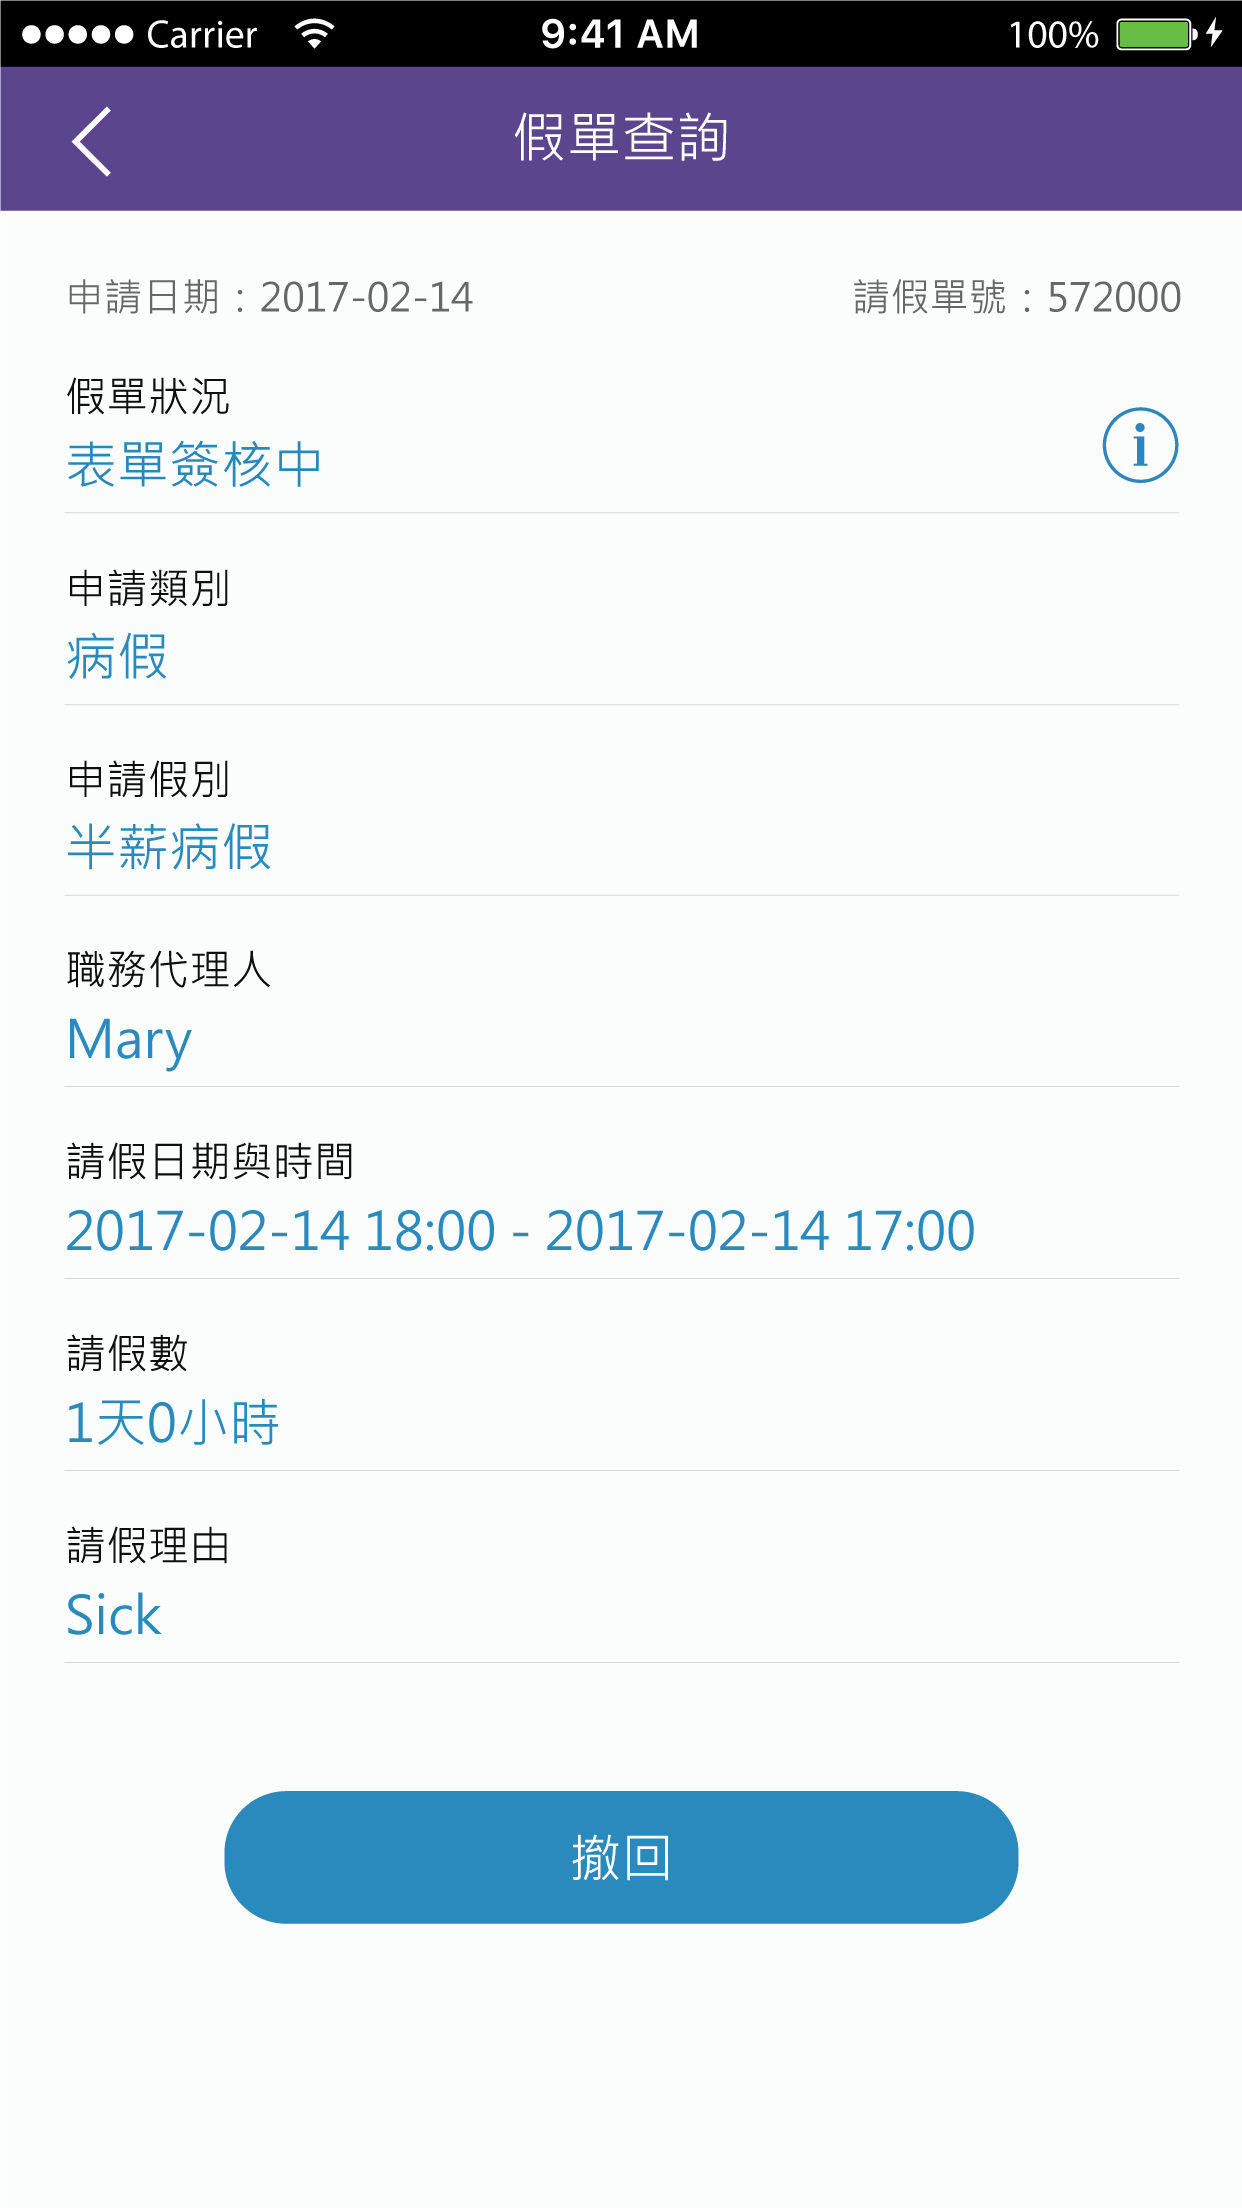 Carrier 9:41 AM 100%
假單查詢
申請日期：2017-02-14 請假單號：572000
假單狀況
表單簽核中
i
申請類別
病假
申請假別
半薪病假
職務代理人
Mary
請假日期與時間
2017-02-14 18:00 - 2017-02-14 17:00
請假數
1天0小時
請假理由
Sick
撤回